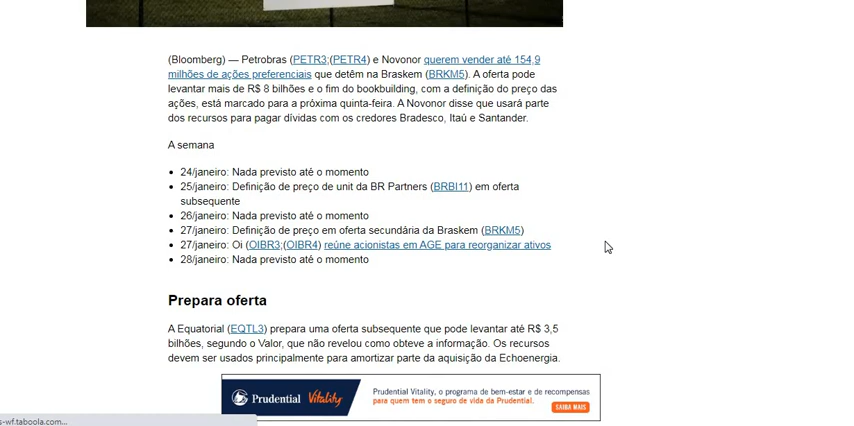 (Bloomberg) — Petrobras (PETR3;(PETR4) e Novonor querem vender até 154,9
milhões de ações preferenciais que detêm na Braskem (BRKM5). A oferta pode
levantar mais de R$ 8 bilhões e o fim do bookbuilding, com a definição do preço das
ações, está marcado para a próxima quinta-feira. A Novonor disse que usará parte
dos recursos para pagar dívidas com os credores Bradesco, Itaú e Santander.
A semana
• 24/janeiro: Nada previsto até o momento
• 25/janeiro: Definição de preço de unit da BR Partners (BRBI11) em oferta
subsequente
• 26/janeiro: Nada previsto até o momento
• 27/janeiro: Definição de preço em oferta secundária da Braskem (BRKM5)
• 27/janeiro: Oi (OIBR3;(OIBR4) reúne acionistas em AGE para reorganizar ativos
• 28/janeiro: Nada previsto até o momento
Prepara oferta
A Equatorial (EQTL3) prepara uma oferta subsequente que pode levantar até R$ 3,5
bilhões, segundo o Valor, que não revelou como obteve a informação. Os recursos
devem ser usados principalmente para amortizar parte da aquisição da Echoenergia.
Prudential Vitality
Prudential Vitality, o programa de bem-estar e de recompensas
para quem tem o seguro de vida da Prudential.
SAIBA MAIS
s-wf.taboola.com...